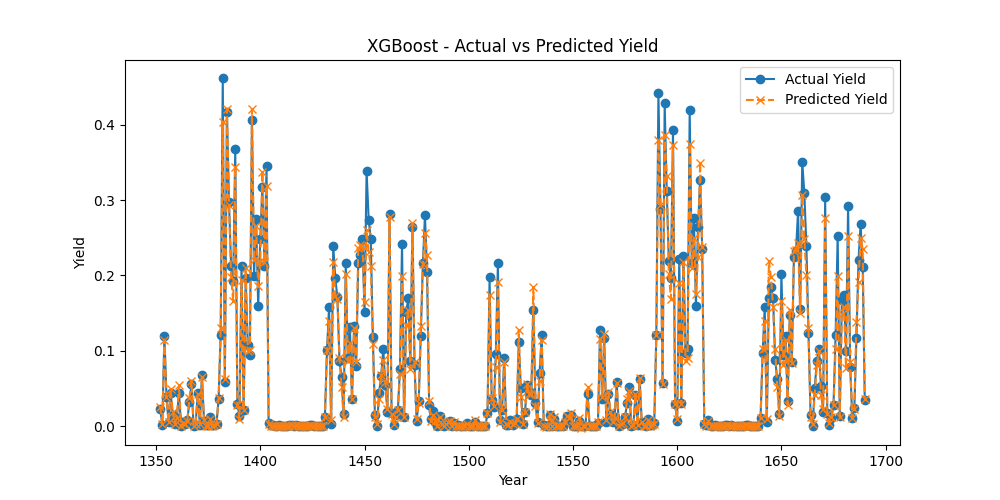 XGBoost - Actual vs Predicted Yield
Actual Yield
Predicted Yield
0.4
0.3
0.2
0.1
0.0
Yield
1350 1400 1450 1500 1550 1600 1650 1700
Year